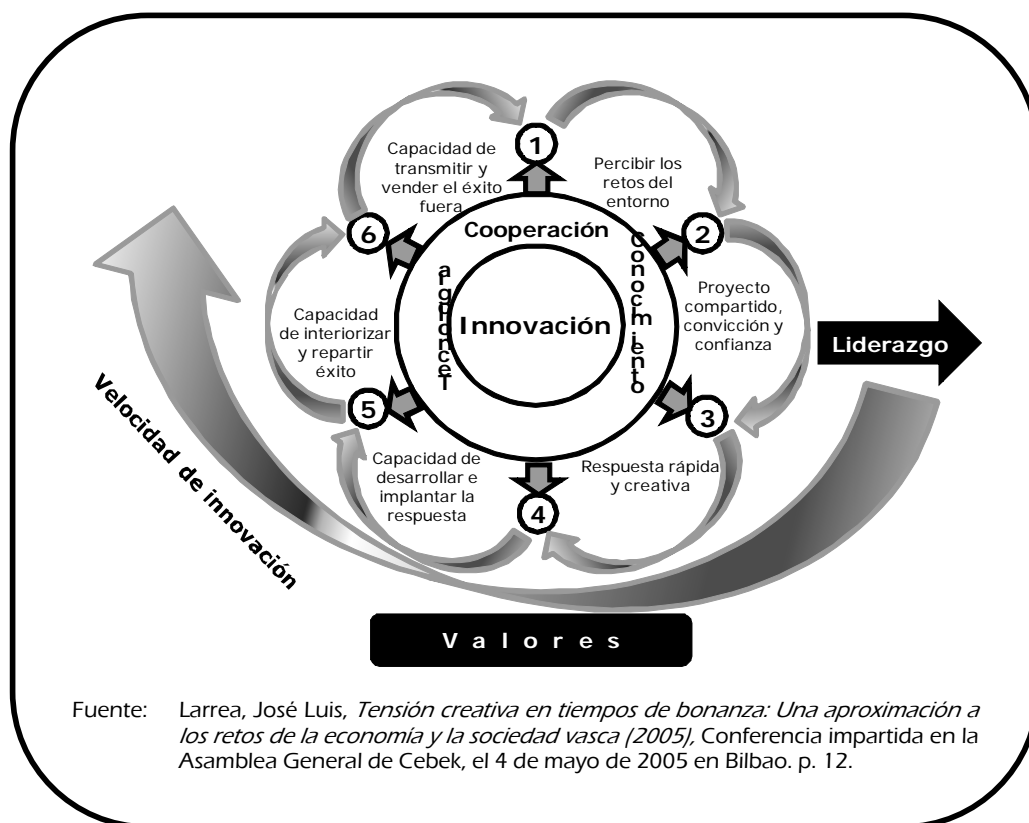 1
Capacidad de
transmitir y
vender el éxito
fuera
Percibir los
retos del
entorno
6
2
Cooperación
Conocimiento
Tecnología
Innovación
Proyecto
compartido,
convicción y
confianza
Capacidad
de interiorizar
y repartir
éxito
Liderazgo
5
3
Capacidad de
desarrollar e
implantar la
respuesta
Respuesta rápida
y creativa
4
Velocidad de innovación
Valores
Fuente: Larrea, José Luis, Tensión creativa en tiempos de bonanza: Una aproximación a
los retos de la economía y la sociedad vasca (2005), Conferencia impartida en la
Asamblea General de Cebek, el 4 de mayo de 2005 en Bilbao. p. 12.